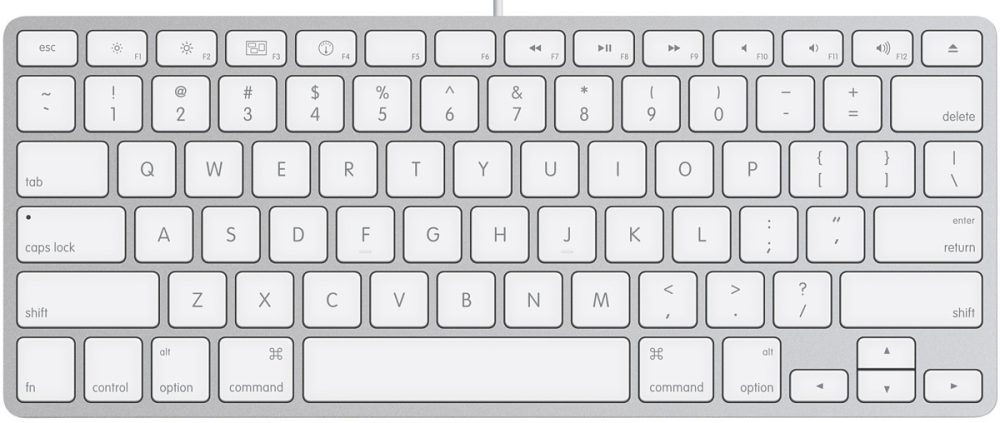 esc F1 F2 F3 F4 F5 F6 F7 F8 F9 F10 F11 F12
~ ! @ # $ % ^ & * ( ) – +
` 1 2 3 4 5 6 7 8 9 0 - = delete
Q W E R T Y U I O P { } |
tab [ ] \
A S D F G H J K L : “ enter
caps lock ; ‘ return
Z X C V B N M < > ?
shift , . / shift
alt ⌘ ⌘ alt
fn control option command command option